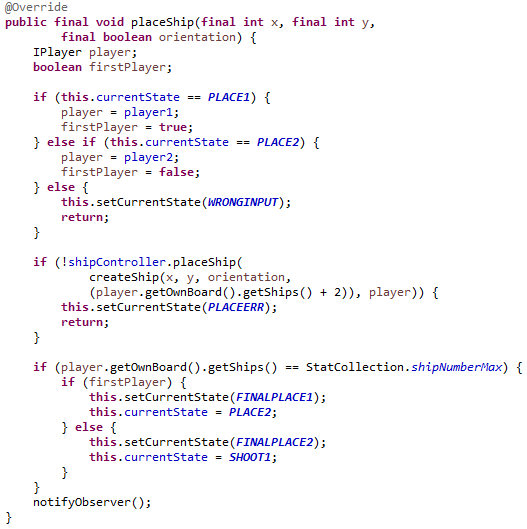 @Override
public final void placeShip(final int x, final int y,
        final boolean orientation) {
    IPlayer player;
    boolean firstPlayer;

    if (this.currentState == PLACE1) {
        player = player1;
        firstPlayer = true;
    } else if (this.currentState == PLACE2) {
        player = player2;
        firstPlayer = false;
    } else {
        this.setCurrentState(WRONGINPUT);
        return;
    }

    if (!shipController.placeShip(
            createShip(x, y, orientation,
            (player.getOwnBoard().getShips() + 2)), player)) {
        this.setCurrentState(PLACEERR);
        return;
    }

    if (player.getOwnBoard().getShips() == StatCollection.shipNumberMax) {
        if (firstPlayer) {
            this.setCurrentState(FINALPLACE1);
            this.currentState = PLACE2;
        } else {
            this.setCurrentState(FINALPLACE2);
            this.currentState = SHOOT1;
        }
    }
    notifyObserver();
}